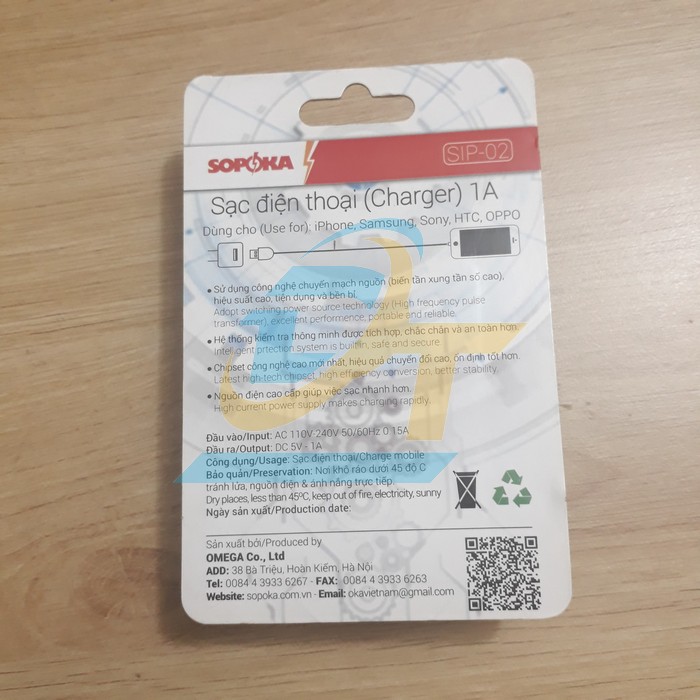 SOPOKA
SIP-02
Sạc điện thoại (Charger) 1A
Dùng cho (Use for): iPhone, Samsung, Sony, HTC, OPPO
• Sử dụng công nghệ chuyển mạch nguồn (biến tần xung tần số cao),
hiệu suất cao, tiện dụng và bền bỉ.
Adopt switching power source technology (High frequency pulse
transformer), excellent performance, portable and reliable.
• Hệ thống kiểm tra thông minh được tích hợp, chắc chắn và an toàn hơn.
Intelligent prtection system is builtin, safe and secure.
• Chipset công nghệ cao mới nhất, hiệu quả chuyển đổi cao, ổn định tốt hơn.
Latest high tech chipset, high efficiency conversion, better stability.
• Nguồn điện cao cấp giúp việc sạc nhanh hơn.
High current power supply makes charging rapidly.
Đầu vào/Input: AC 110V-240V 50/60Hz 0.15A
Đầu ra/Output: DC 5V - 1A
Công dụng/Usage: Sạc điện thoại/Charge mobile
Bảo quản/Preservation: Nơi khô ráo dưới 45 độ C
tránh lửa, nguồn điện & ánh nắng trực tiếp.
Dry places, less than 45ºC, keep out of fire, electricity, sunny
Ngày sản xuất/Production date:
Sản xuất bởi/Produced by
OMEGA Co., Ltd
ADD: 38 Bà Triệu, Hoàn Kiếm, Hà Nội
Tel: 0084 4 3933 6267 - FAX: 0084 4 3933 6263
Website: sopoka.com.vn - Email: okavietnam@gmail.com